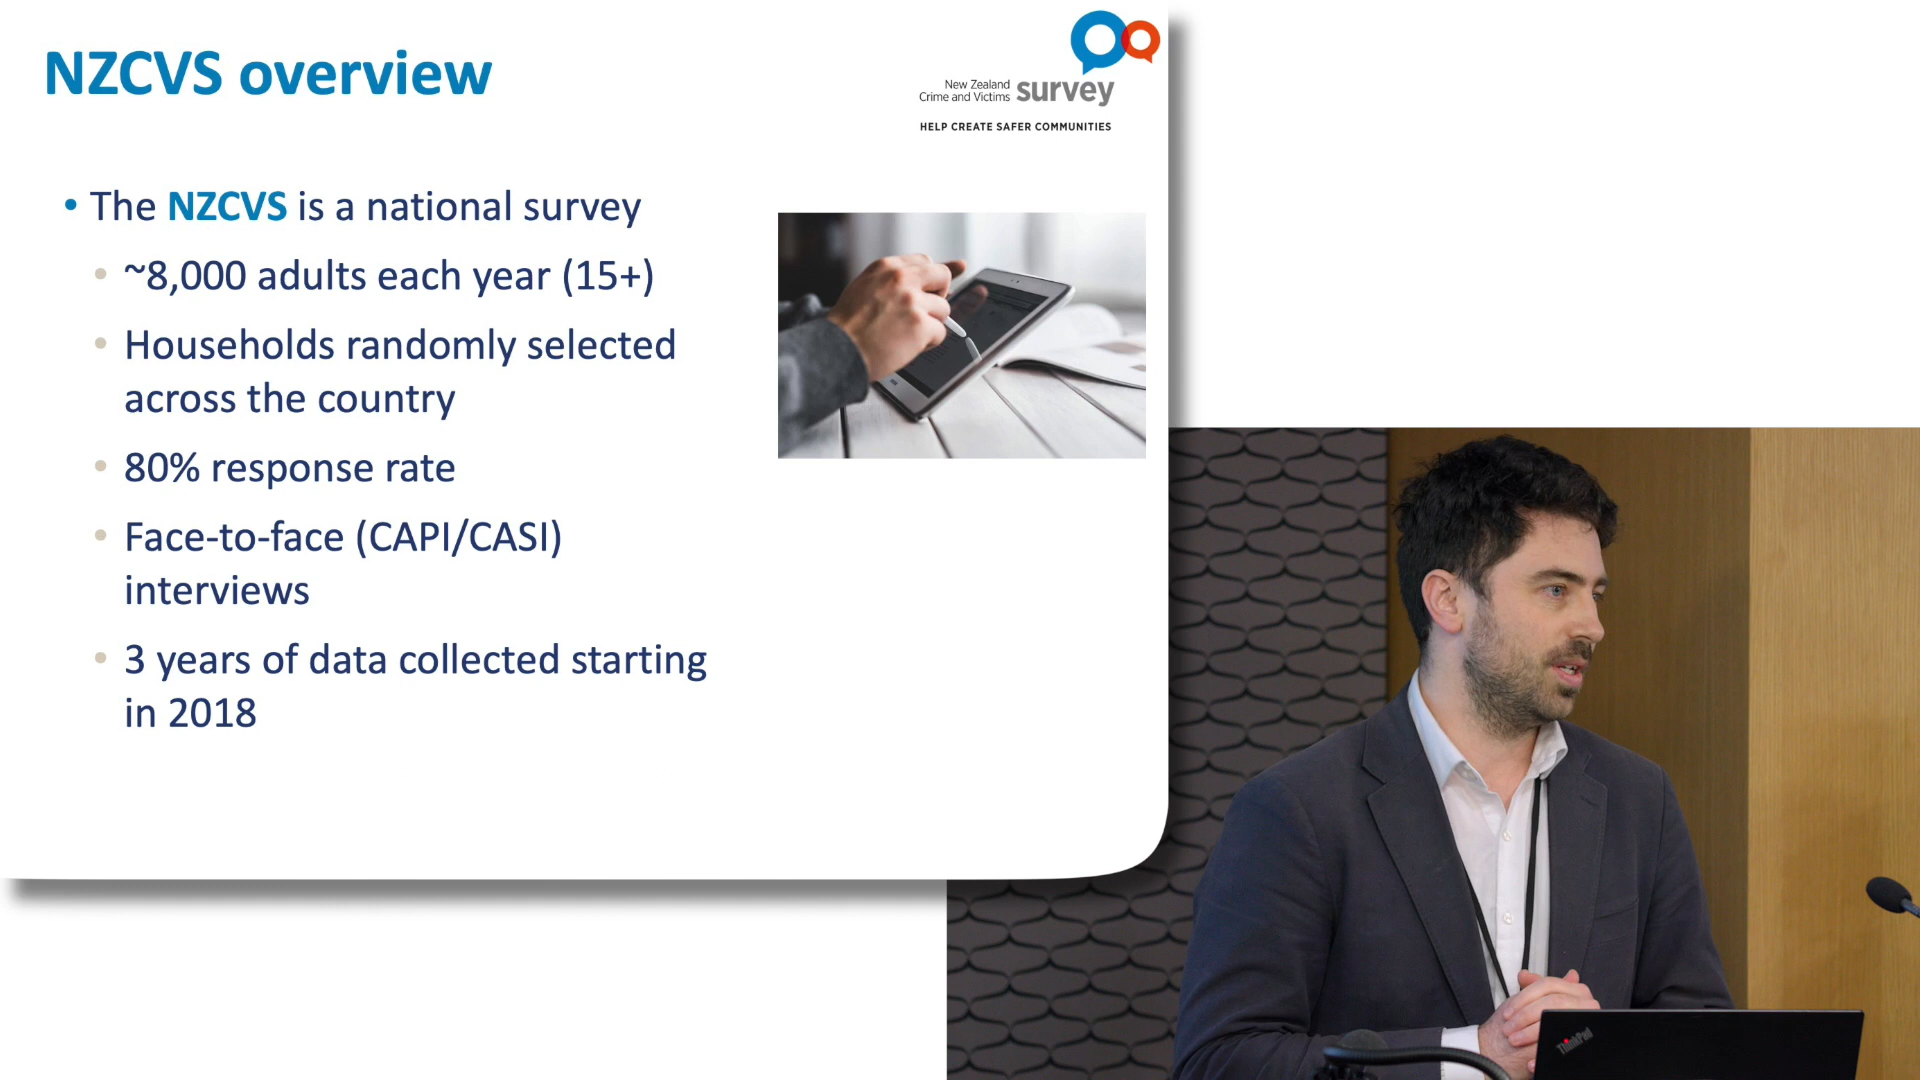 NZCVS overview
New Zealand
Crime and Victims survey
HELP CREATE SAFER COMMUNITIES
• The NZCVS is a national survey
• ~8,000 adults each year (15+)
• Households randomly selected
across the country
• 80% response rate
• Face-to-face (CAPI/CASI)
interviews
• 3 years of data collected starting
in 2018
ThinkPad